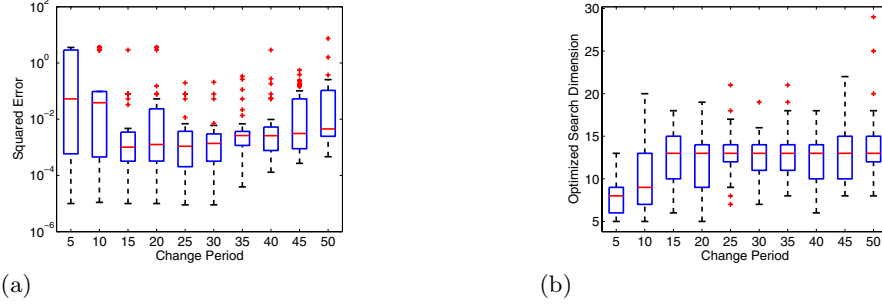 10^2
10^0
10^-2
10^-4
10^-6
Squared Error
5 10 15 20 25 30 35 40 45 50
Change Period
(a)
30
25
20
15
10
5
Optimized Search Dimension
5 10 15 20 25 30 35 40 45 50
Change Period
(b)